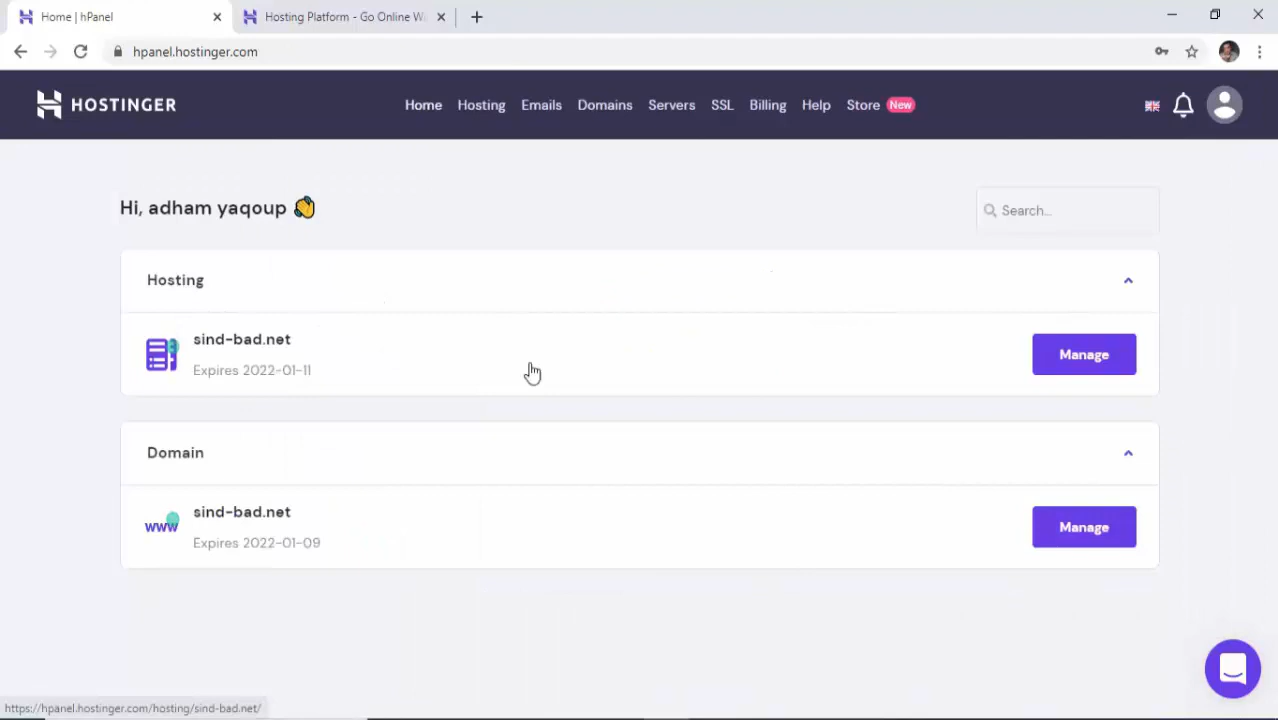 Home | hPanel
Hosting Platform - Go Online W
hpanel.hostinger.com
HOSTINGER
Home Hosting Emails Domains Servers SSL Billing Help Store New
Hi, adham yaqoup
Search...
Hosting
sind-bad.net
Expires 2022-01-11
Manage
Domain
www
sind-bad.net
Expires 2022-01-09
Manage
https://hpanel.hostinger.com/hosting/sind-bad.net/